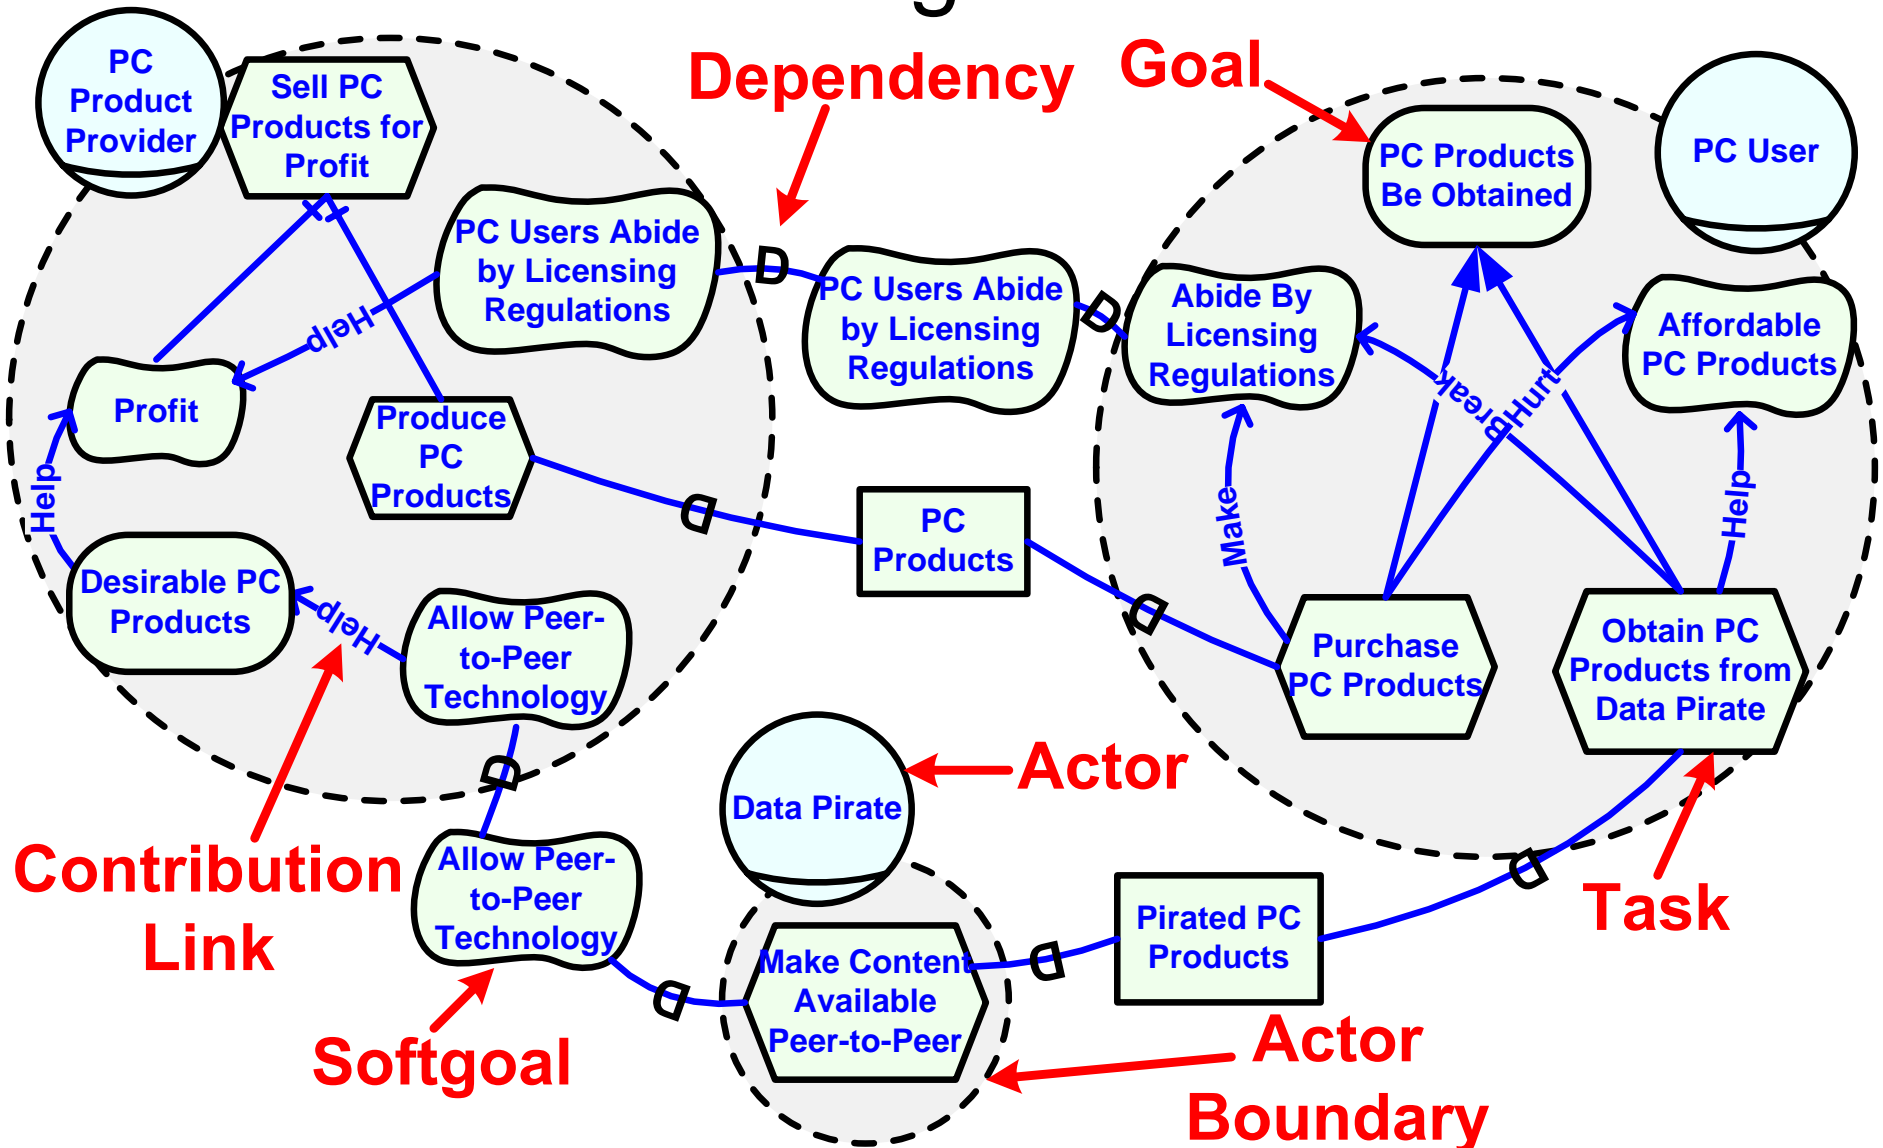 g
Dependency
Goal
PC
Product
Provider
Sell PC
Products for
Profit
PC Users Abide
by Licensing
Regulations
Help
Profit
Produce
PC
Products
Help
Desirable PC
Products
Help
Allow Peer-
to-Peer
Technology
D
D
PC Users Abide
by Licensing
Regulations
D
D
PC
Products
D
PC Products
Be Obtained
PC User
Abide By
Licensing
Regulations
Affordable
PC Products
Break
Hurt
Make
Help
Purchase
PC Products
Obtain PC
Products from
Data Pirate
D
Allow Peer-
to-Peer
Technology
D
Data Pirate
Actor
Make Content
Available
Peer-to-Peer
D
Pirated PC
Products
D
Contribution
Link
Softgoal
Task
Actor
Boundary